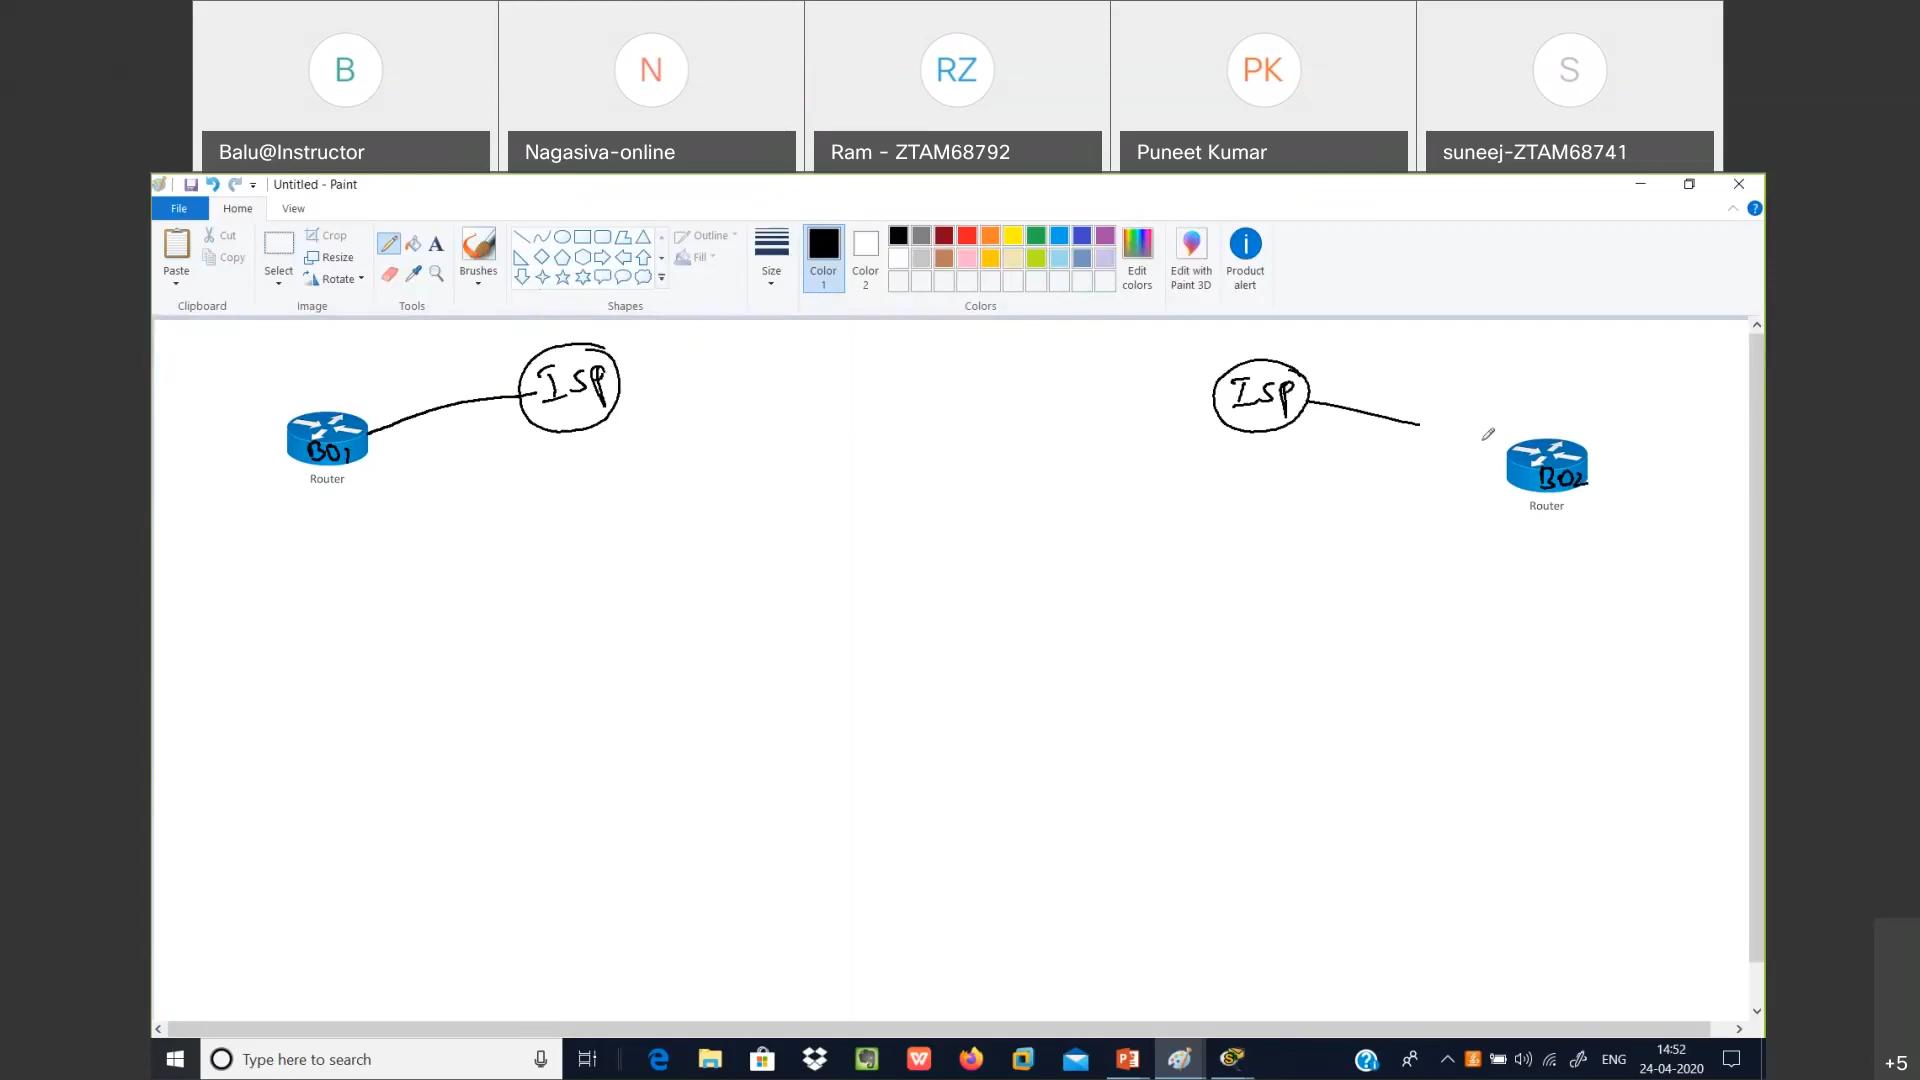 B
N
RZ
PK
S
Balu@Instructor
Nagasiva-online
Ram - ZTAM68792
Puneet Kumar
suneej-ZTAM68741
Untitled - Paint
File
Home
View
Paste
Cut
Copy
Clipboard
Select
Crop
Resize
Rotate
Image
A
Tools
Brushes
Shapes
Outline
Fill
Size
Color 1
Color 2
Colors
Edit colors
Edit with Paint 3D
Product alert
ISP
ISP
BO1
Router
BO2
Router
Type here to search
ENG
14:52
24-04-2020
+5